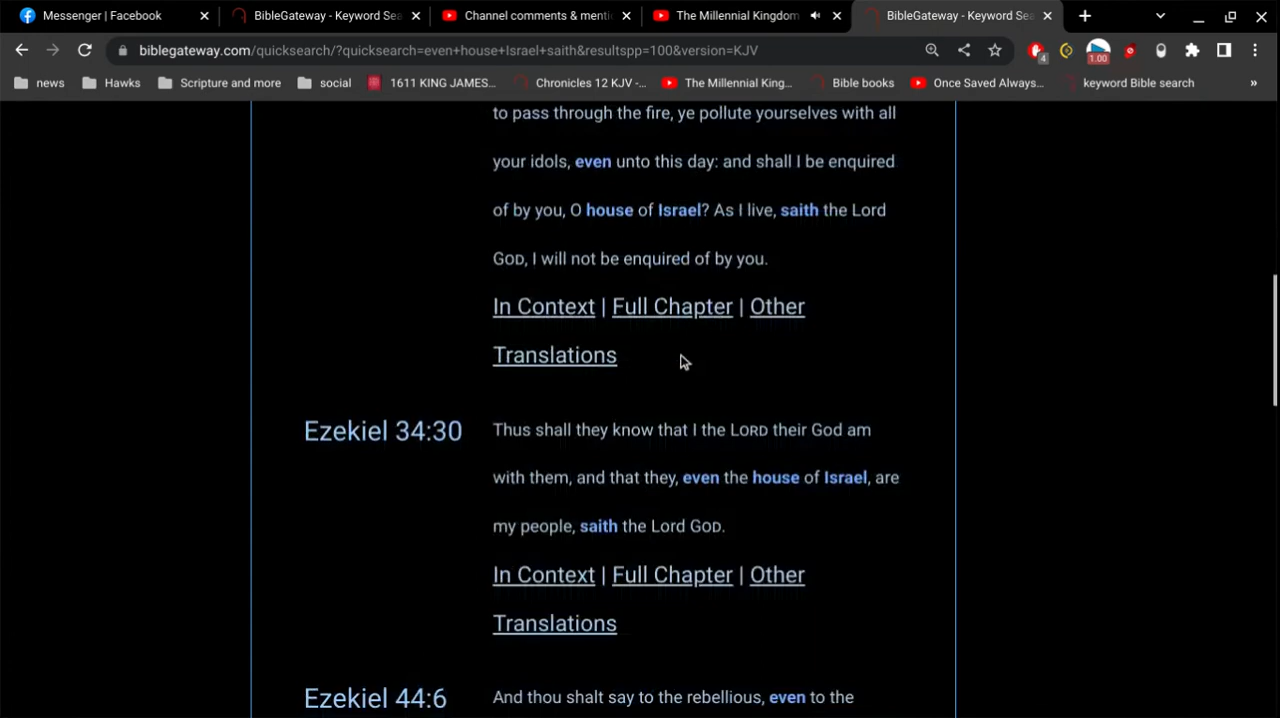 Messenger | Facebook
BibleGateway - Keyword Sea
Channel comments & menti
The Millennial Kingdom
BibleGateway - Keyword Sea
biblegateway.com/quicksearch/?quicksearch=even+house+Israel+saith&resultspp=100&version=KJV
4
1.00
news
Hawks
Scripture and more
social
1611 KING JAMES...
Chronicles 12 KJV -...
The Millennial King...
Bible books
Once Saved Always...
keyword Bible search
»
to pass through the fire, ye pollute yourselves with all
your idols, even unto this day: and shall I be enquired
of by you, O house of Israel? As I live, saith the Lord
GOD, I will not be enquired of by you.
In Context | Full Chapter | Other
Translations
Ezekiel 34:30
Thus shall they know that I the LORD their God am
with them, and that they, even the house of Israel, are
my people, saith the Lord GOD.
In Context | Full Chapter | Other
Translations
Ezekiel 44:6
And thou shalt say to the rebellious, even to the